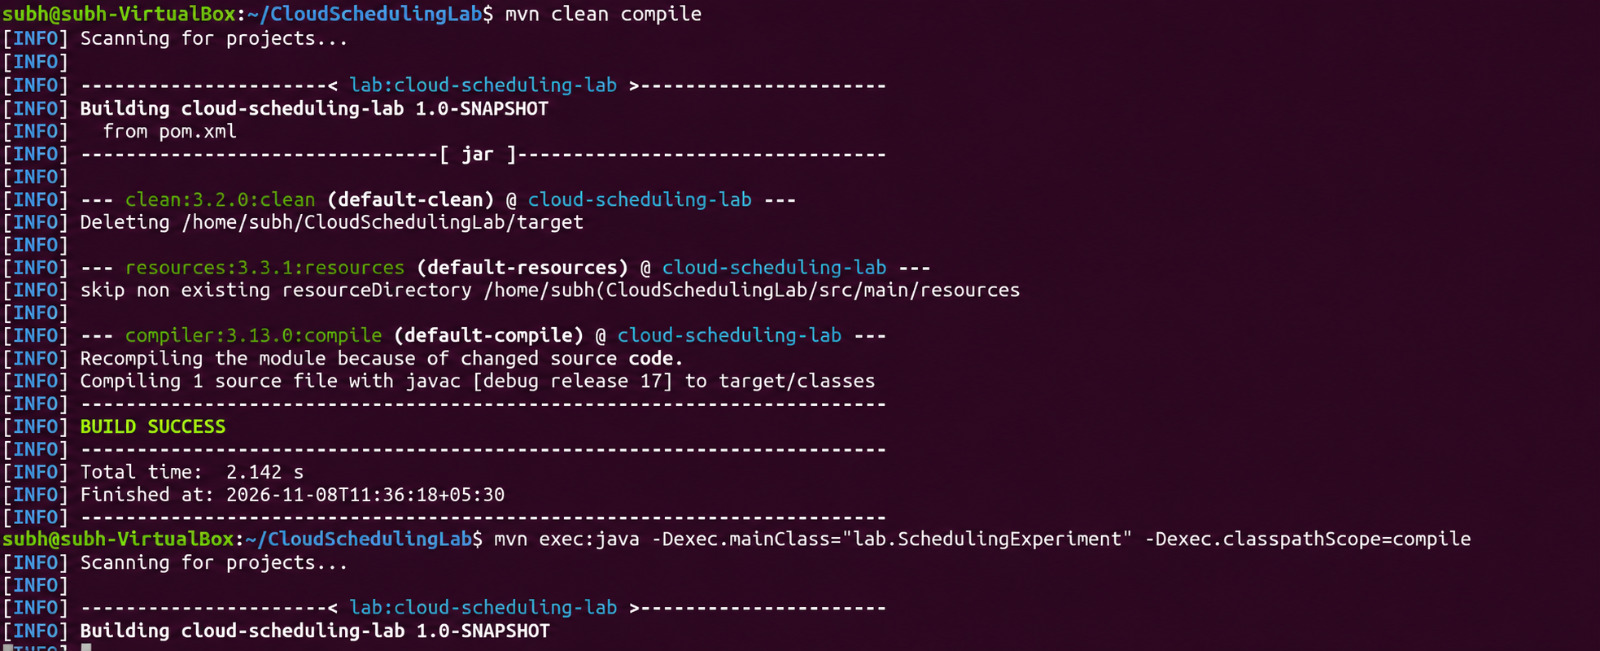 subh@subh-VirtualBox:~/CloudSchedulingLab$ mvn clean compile
[INFO] Scanning for projects...
[INFO]
[INFO] ----------------------< lab:cloud-scheduling-lab >----------------------
[INFO] Building cloud-scheduling-lab 1.0-SNAPSHOT
[INFO]   from pom.xml
[INFO] --------------------------------[ jar ]---------------------------------
[INFO]
[INFO] --- clean:3.2.0:clean (default-clean) @ cloud-scheduling-lab ---
[INFO] Deleting /home/subh/CloudSchedulingLab/target
[INFO]
[INFO] --- resources:3.3.1:resources (default-resources) @ cloud-scheduling-lab ---
[INFO] skip non existing resourceDirectory /home/subh(CloudSchedulingLab/src/main/resources
[INFO]
[INFO] --- compiler:3.13.0:compile (default-compile) @ cloud-scheduling-lab ---
[INFO] Recompiling the module because of changed source code.
[INFO] Compiling 1 source file with javac [debug release 17] to target/classes
[INFO] ------------------------------------------------------------------------
[INFO] BUILD SUCCESS
[INFO] ------------------------------------------------------------------------
[INFO] Total time:  2.142 s
[INFO] Finished at: 2026-11-08T11:36:18+05:30
[INFO] ------------------------------------------------------------------------
subh@subh-VirtualBox:~/CloudSchedulingLab$ mvn exec:java -Dexec.mainClass="lab.SchedulingExperiment" -Dexec.classpathScope=compile
[INFO] Scanning for projects...
[INFO]
[INFO] ----------------------< lab:cloud-scheduling-lab >----------------------
[INFO] Building cloud-scheduling-lab 1.0-SNAPSHOT